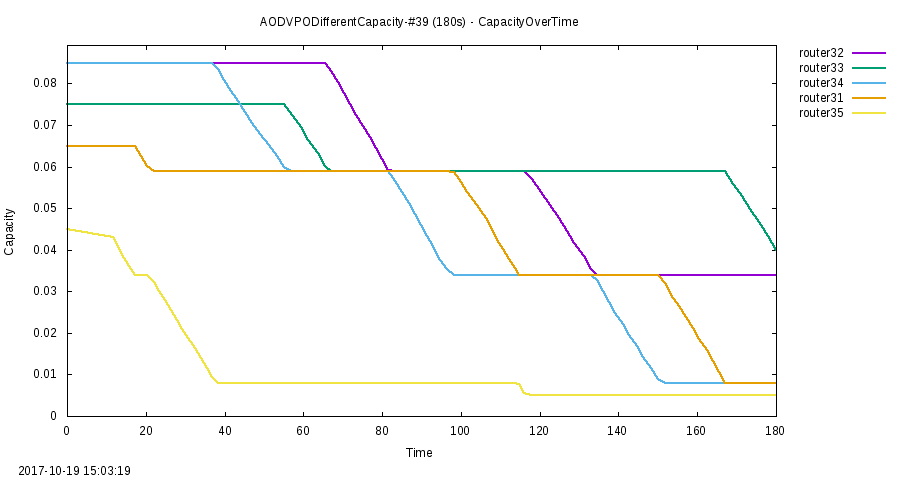 AODVPODifferentCapacity-#39 (180s) - CapacityOverTime
router32
router33
router34
router31
router35
0.08
0.07
0.06
0.05
0.04
0.03
0.02
0.01
0
Capacity
0 20 40 60 80 100 120 140 160 180
Time
2017-10-19 15:03:19